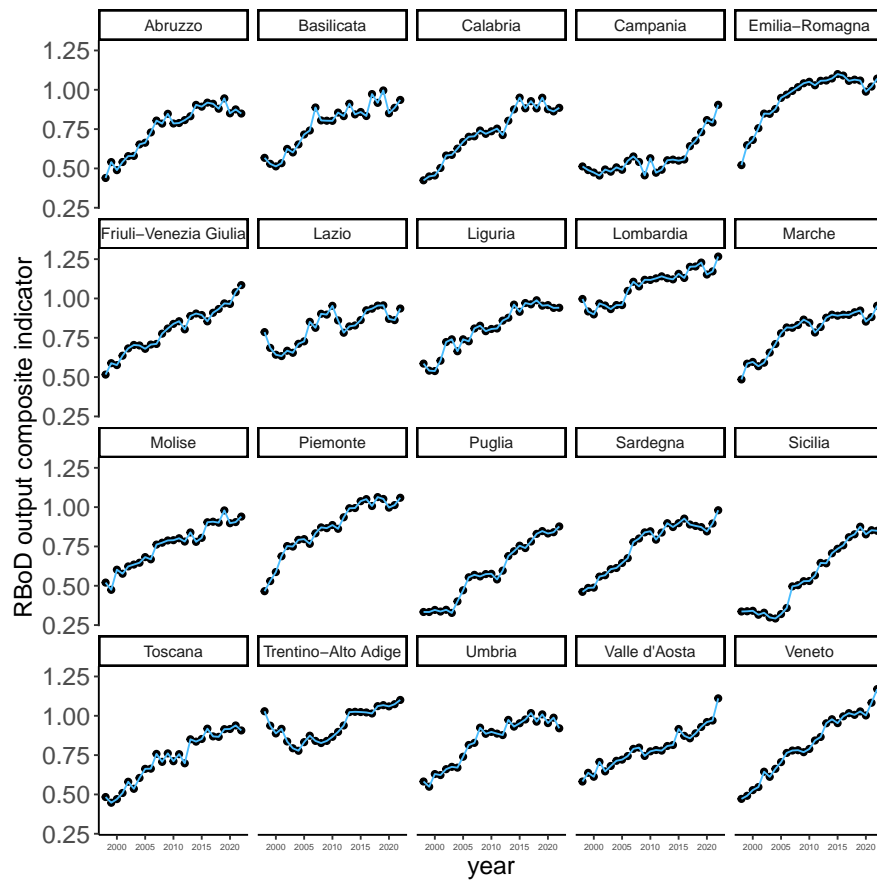 Abruzzo Basilicata Calabria Campania Emilia−Romagna
1.25
1.00
0.75
0.50
0.25
Friuli−Venezia Giulia Lazio Liguria Lombardia Marche
1.25
1.00
0.75
0.50
0.25
Molise Piemonte Puglia Sardegna Sicilia
1.25
1.00
0.75
0.50
0.25
Toscana Trentino−Alto Adige Umbria Valle d'Aosta Veneto
1.25
1.00
0.75
0.50
0.25
2000 2005 2010 2015 2020 2000 2005 2010 2015 2020 2000 2005 2010 2015 2020 2000 2005 2010 2015 2020 2000 2005 2010 2015 2020
year
RBoD output composite indicator